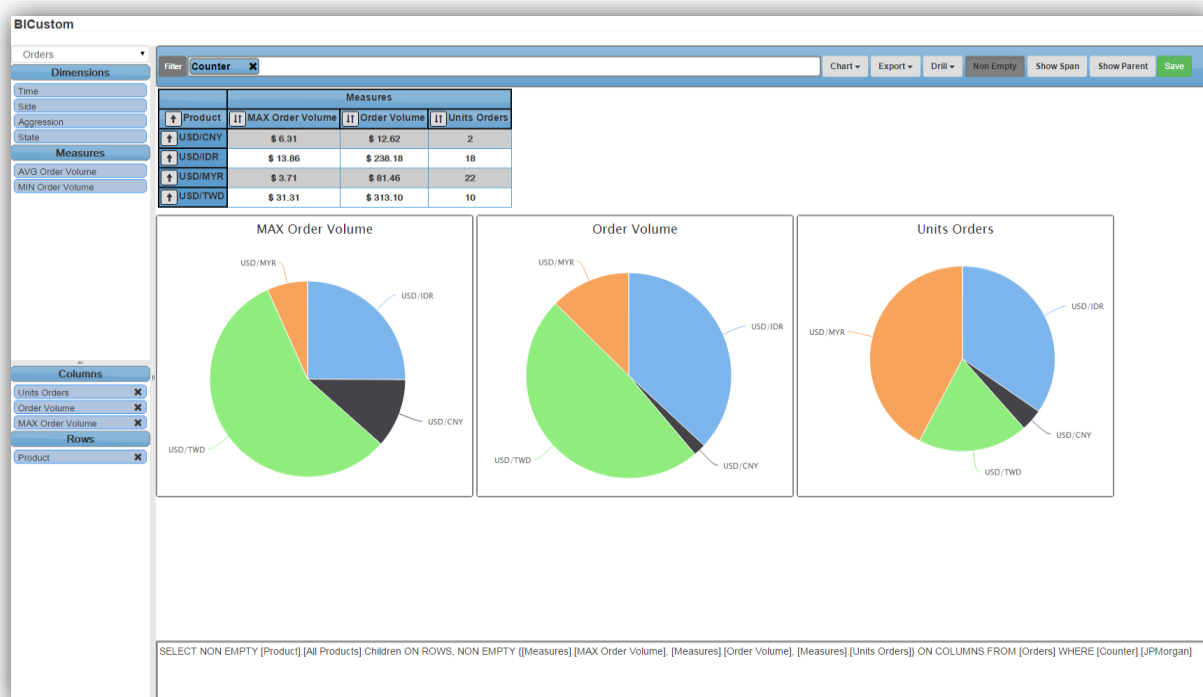 BICustom
Orders
Dimensions
Time
Side
Aggression
State
Measures
AVG Order Volume
MIN Order Volume
Columns
Units Orders
Order Volume
MAX Order Volume
Rows
Product
Filter Counter Chart Export Drill Non Empty Show Span Show Parent Save
Measures
Product MAX Order Volume Order Volume Units Orders
USD/CNY $ 6.31 $ 12.62 2
USD/IDR $ 13.86 $ 238.18 18
USD/MYR $ 3.71 $ 81.46 22
USD/TWD $ 31.31 $ 313.10 10
MAX Order Volume
USD/MYR
USD/IDR
USD/CNY
USD/TWD
Order Volume
USD/MYR
USD/IDR
USD/TWD
USD/CNY
Units Orders
USD/IDR
USD/MYR
USD/CNY
USD/TWD
SELECT NON EMPTY [Product].[All Products].Children ON ROWS, NON EMPTY {[Measures].[MAX Order Volume], [Measures].[Order Volume], [Measures].[Units Orders]} ON COLUMNS FROM [Orders] WHERE [Counter].[JPMorgan]